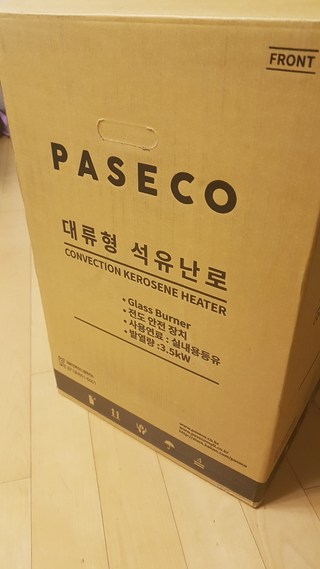 FRONT
PASECO
대류형 석유난로
CONVECTION KEROSENE HEATER
• Glass Burner
• 전도 안전 장치
• 사용연료 : 실내용등유
• 발열량 :3.5kW